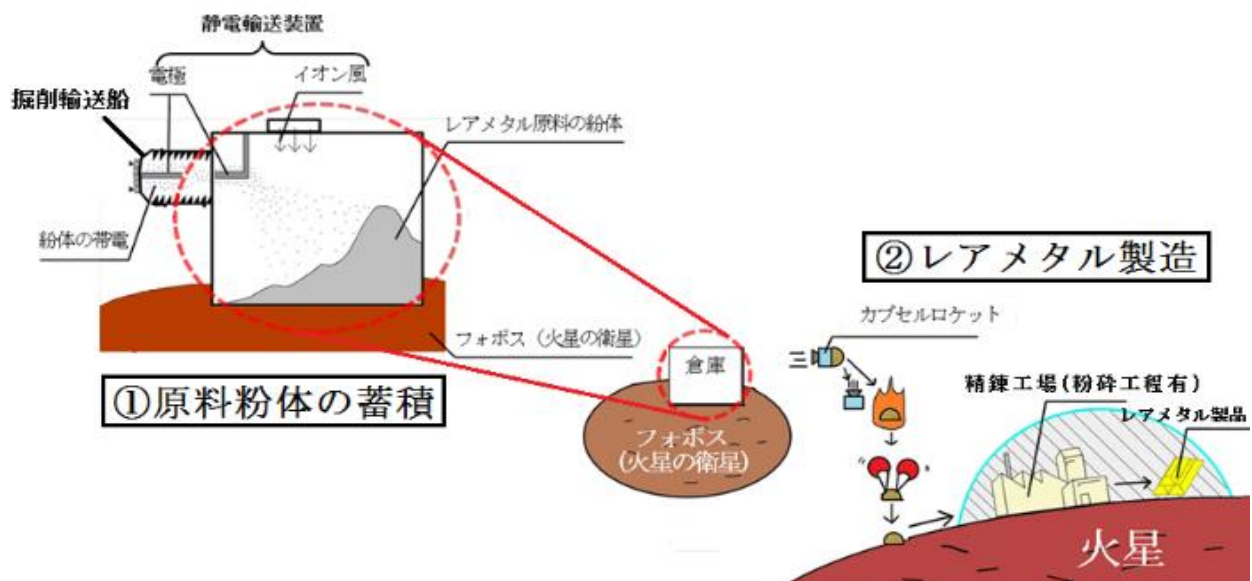 静電輸送装置
電極
イオン風
掘削輸送船
レアメタル原料の粉体
紛体の帯電
フォボス（火星の衛星）
①原料粉体の蓄積
②レアメタル製造
カプセルロケット
倉庫
精錬工場(粉砕工程有)
レアメタル製品
フォボス
(火星の衛星)
火星